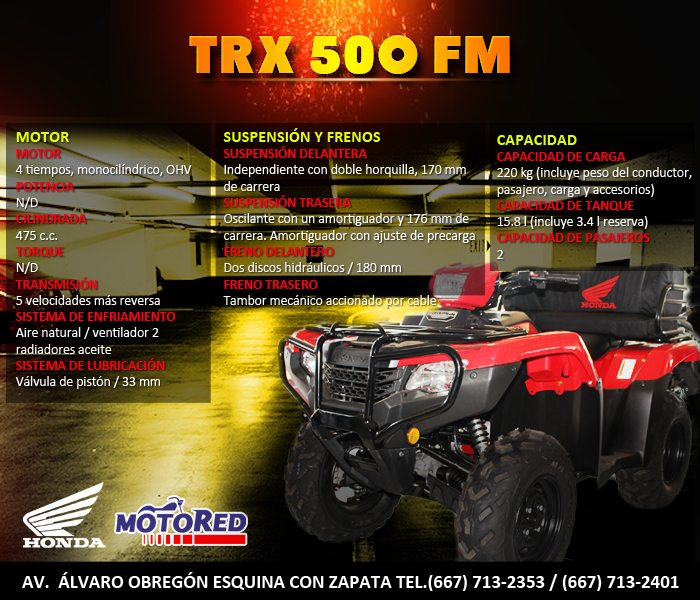 TRX 500 FM
MOTOR
MOTOR
4 tiempos, monocilíndrico, OHV
POTENCIA
N/D
CILINDRADA
475 c.c.
TORQUE
N/D
TRANSMISIÓN
5 velocidades más reversa
SISTEMA DE ENFRIAMIENTO
Aire natural / ventilador 2
radiadores aceite
SISTEMA DE LUBRICACIÓN
Válvula de pistón / 33 mm
SUSPENSIÓN Y FRENOS
SUSPENSIÓN DELANTERA
Independiente con doble horquilla, 170 mm
de carrera
SUSPENSIÓN TRASERA
Oscilante con un amortiguador y 176 mm de
carrera. Amortiguador con ajuste de precarga
FRENO DELANTERO
Dos discos hidráulicos / 180 mm
FRENO TRASERO
Tambor mecánico accionado por cable
CAPACIDAD
CAPACIDAD DE CARGA
220 kg (incluye peso del conductor,
pasajero, carga y accesorios)
CAPACIDAD DE TANQUE
15.8 l (incluye 3.4 l reserva)
CAPACIDAD DE PASAJEROS
2
HONDA
HONDA
MOTORED
AV. ÁLVARO OBREGÓN ESQUINA CON ZAPATA TEL.(667) 713-2353 / (667) 713-2401